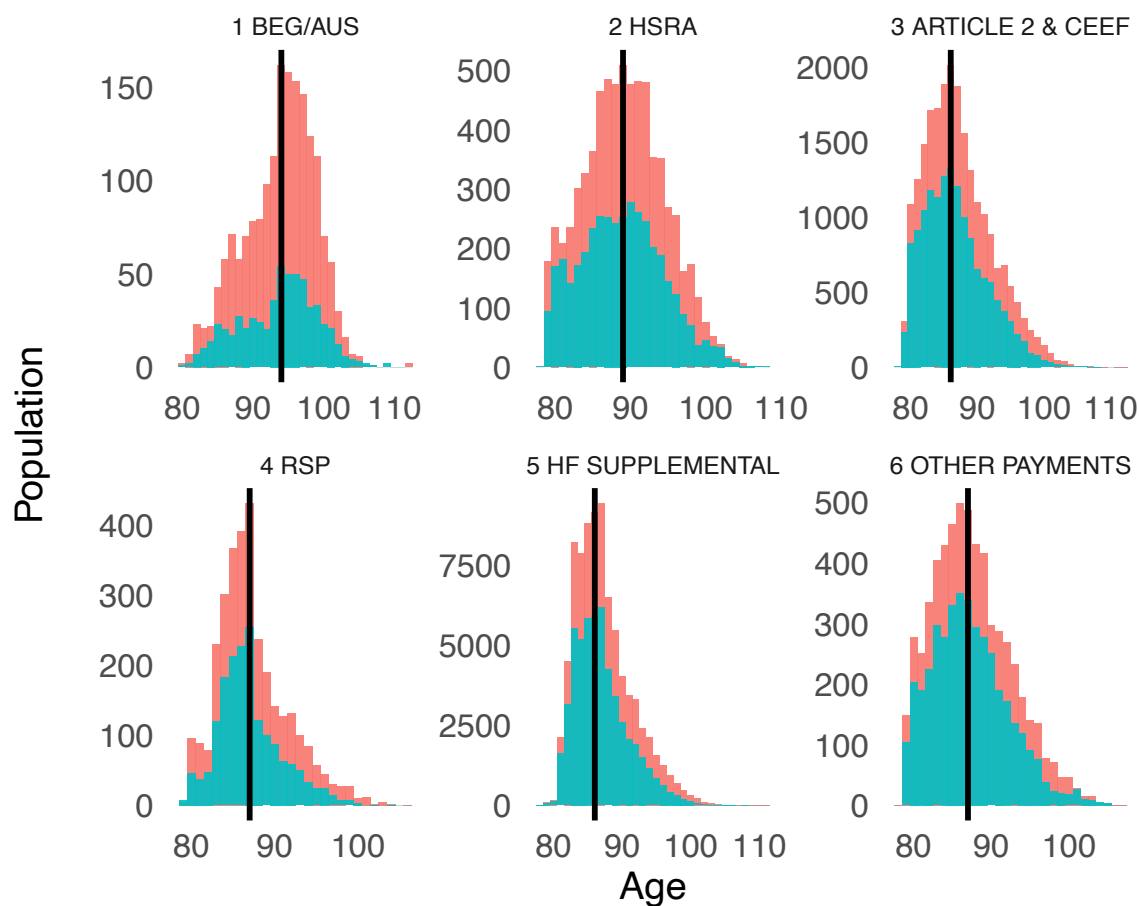 1 BEG/AUS
2 HSRA
3 ARTICLE 2 & CEEF
150
100
50
0
80 90 100 110
500
400
300
200
100
0
80 90 100 110
2000
1500
1000
500
0
80 90 100 110
4 RSP
5 HF SUPPLEMENTAL
6 OTHER PAYMENTS
400
300
200
100
0
80 90 100
7500
5000
2500
0
80 90 100 110
500
400
300
200
100
0
80 90 100
Population
Age